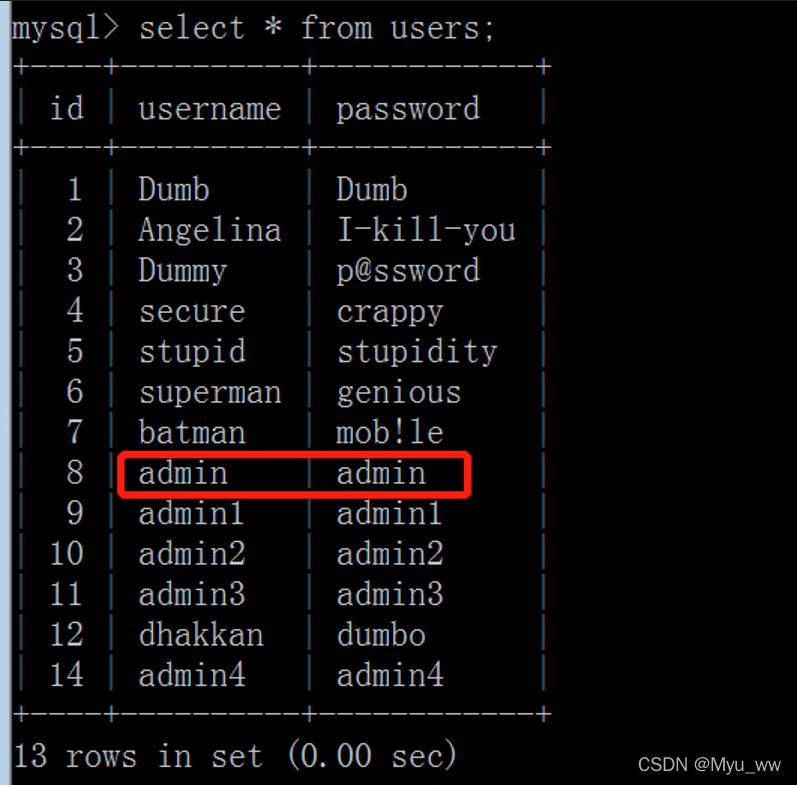 mysql> select * from users;
+----+----------+------------+
| id | username | password   |
+----+----------+------------+
|  1 | Dumb     | Dumb       |
|  2 | Angelina | I-kill-you |
|  3 | Dummy    | p@ssword   |
|  4 | secure   | crappy     |
|  5 | stupid   | stupidity  |
|  6 | superman | genious    |
|  7 | batman   | mob!le     |
|  8 | admin    | admin      |
|  9 | admin1   | admin1     |
| 10 | admin2   | admin2     |
| 11 | admin3   | admin3     |
| 12 | dhakkan  | dumbo      |
| 14 | admin4   | admin4     |
+----+----------+------------+
13 rows in set (0.00 sec)
CSDN @Myu_ww